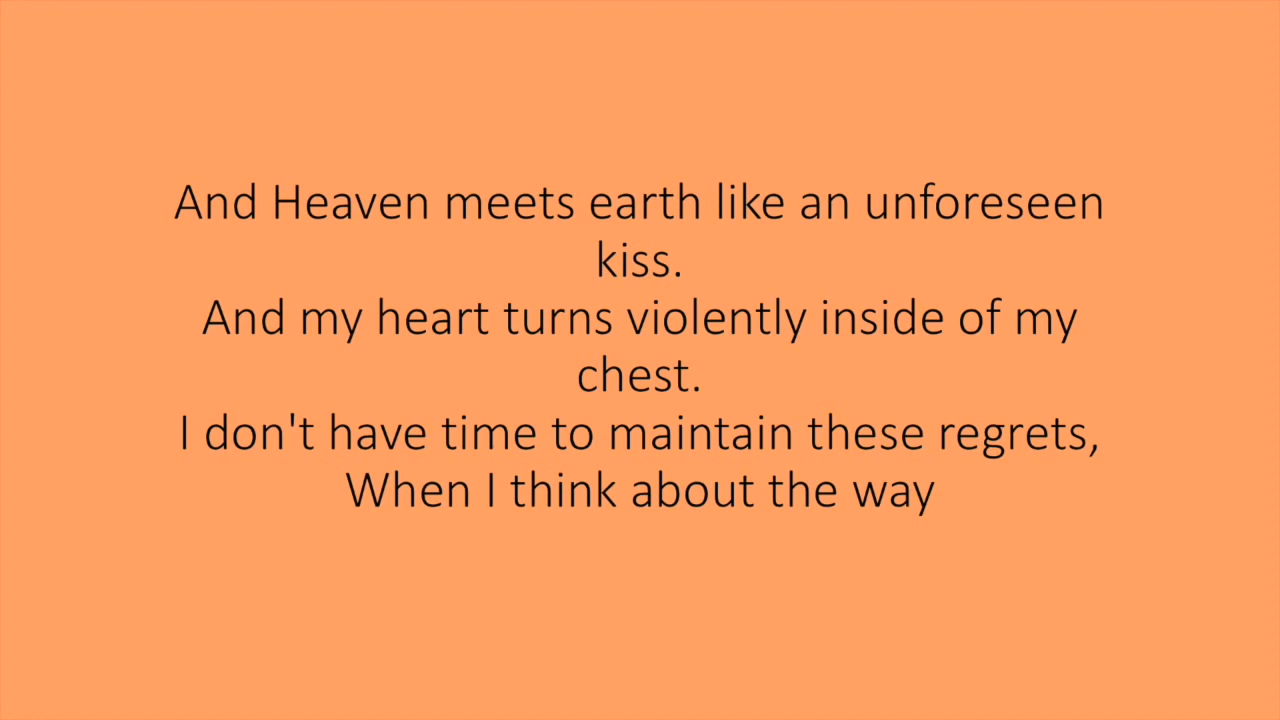 And Heaven meets earth like an unforeseen
kiss.
And my heart turns violently inside of my
chest.
I don't have time to maintain these regrets,
When I think about the way